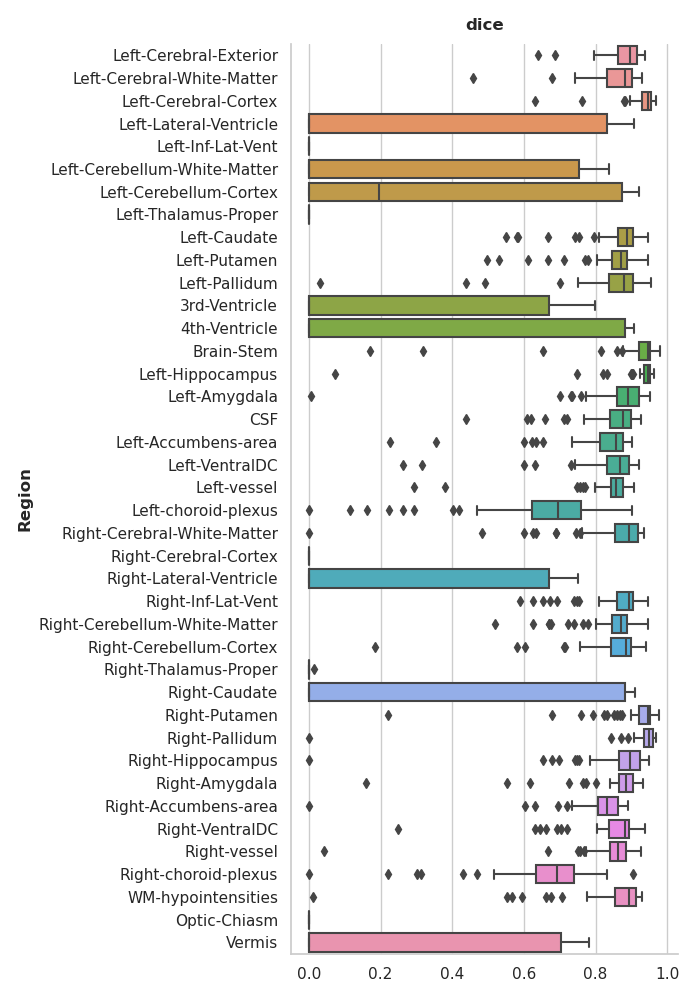 dice
Left-Cerebral-Exterior
Left-Cerebral-White-Matter
Left-Cerebral-Cortex
Left-Lateral-Ventricle
Left-Inf-Lat-Vent
Left-Cerebellum-White-Matter
Left-Cerebellum-Cortex
Left-Thalamus-Proper
Left-Caudate
Left-Putamen
Left-Pallidum
3rd-Ventricle
4th-Ventricle
Brain-Stem
Left-Hippocampus
Left-Amygdala
CSF
Left-Accumbens-area
Left-VentralDC
Left-vessel
Left-choroid-plexus
Right-Cerebral-White-Matter
Right-Cerebral-Cortex
Right-Lateral-Ventricle
Right-Inf-Lat-Vent
Right-Cerebellum-White-Matter
Right-Cerebellum-Cortex
Right-Thalamus-Proper
Right-Caudate
Right-Putamen
Right-Pallidum
Right-Hippocampus
Right-Amygdala
Right-Accumbens-area
Right-VentralDC
Right-vessel
Right-choroid-plexus
WM-hypointensities
Optic-Chiasm
Vermis
Region
0.0 0.2 0.4 0.6 0.8 1.0